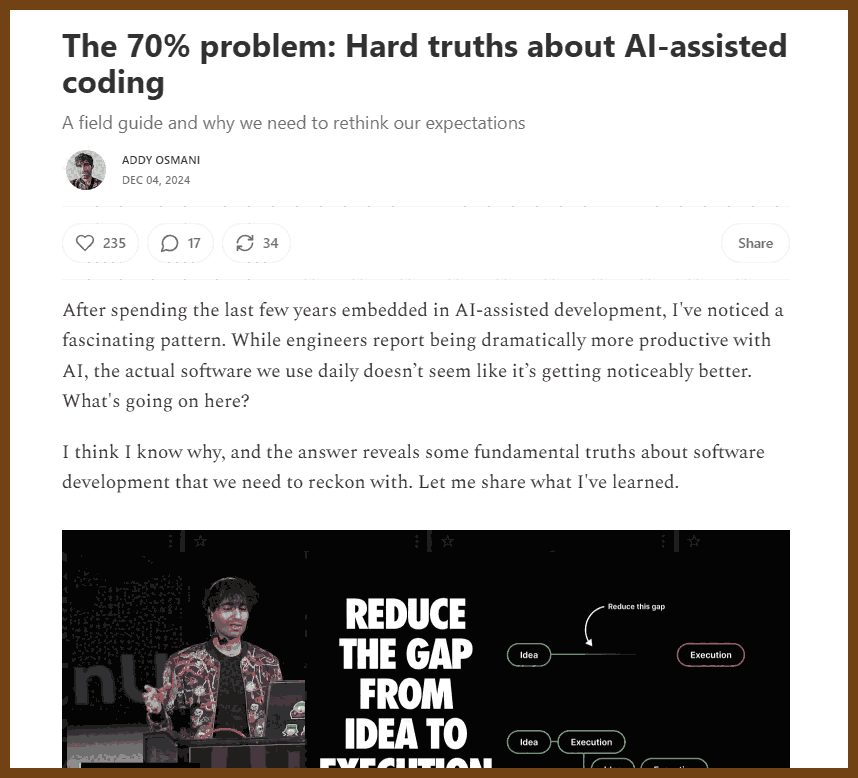 The 70% problem: Hard truths about AI-assisted
coding
A field guide and why we need to rethink our expectations
ADDY OSMANI
DEC 04, 2024
235
17
34
Share
After spending the last few years embedded in AI-assisted development, I've noticed a
fascinating pattern. While engineers report being dramatically more productive with
AI, the actual software we use daily doesn’t seem like it’s getting noticeably better.
What's going on here?
I think I know why, and the answer reveals some fundamental truths about software
development that we need to reckon with. Let me share what I've learned.
REDUCE
THE GAP
FROM
IDEA TO
EXECUTION
Reduce this gap
Idea
Execution
Idea
Execution